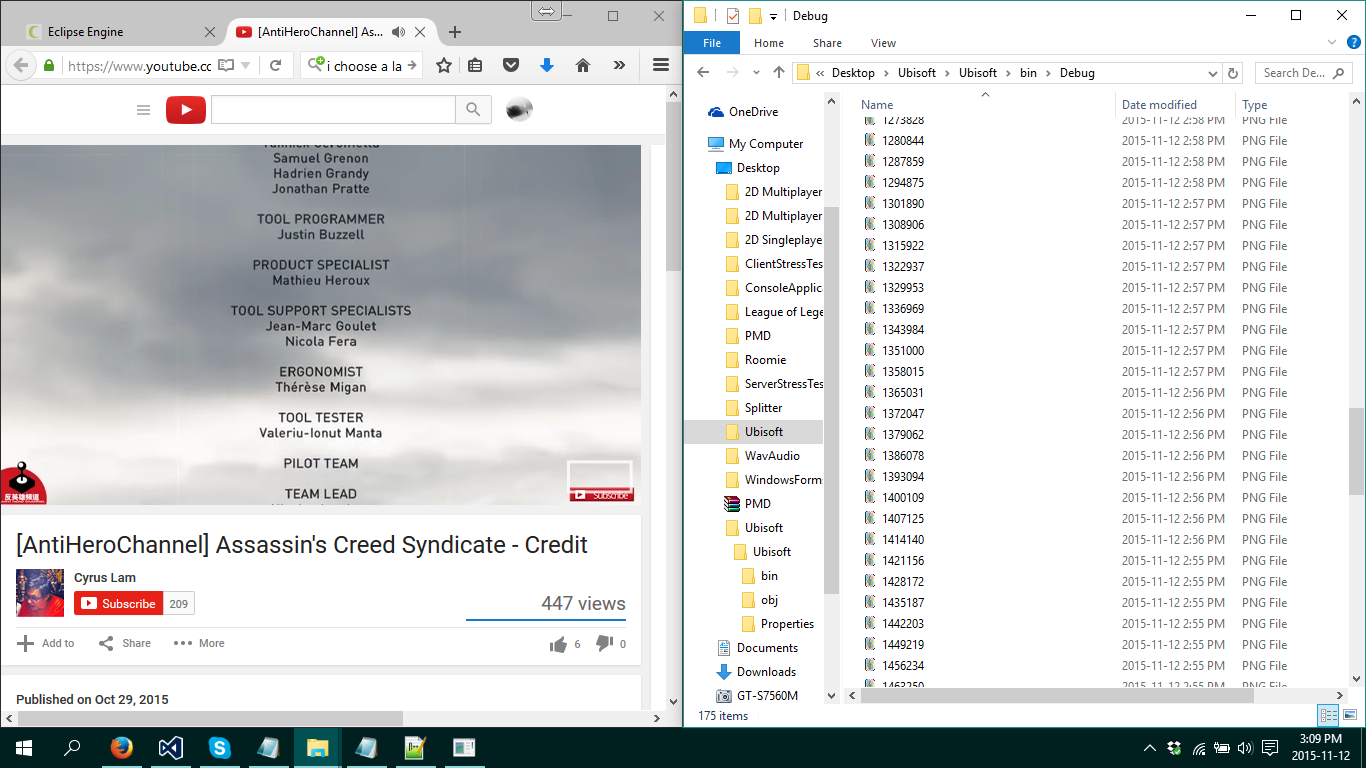 Eclipse Engine
[AntiHeroChannel] As...
https://www.youtube.co
i choose a la
Samuel Grenon
Hadrien Grandy
Jonathan Pratte
TOOL PROGRAMMER
Justin Buzzell
PRODUCT SPECIALIST
Mathieu Heroux
TOOL SUPPORT SPECIALISTS
Jean-Marc Goulet
Nicola Fera
ERGONOMIST
Thérèse Migan
TOOL TESTER
Valeriu-Ionut Manta
PILOT TEAM
TEAM LEAD
反英雄頻道
Subscribe
[AntiHeroChannel] Assassin's Creed Syndicate - Credit
Cyrus Lam
Subscribe 209
447 views
Add to Share More 6 0
Published on Oct 29, 2015
Debug
File Home Share View
« Desktop Ubisoft Ubisoft bin Debug
Search De...
OneDrive
My Computer
Desktop
2D Multiplayer
2D Multiplayer
2D Singleplaye
ClientStressTes
ConsoleApplic
League of Lege
PMD
Roomie
ServerStressTes
Splitter
Ubisoft
WavAudio
WindowsForm
PMD
Ubisoft
Ubisoft
bin
obj
Properties
Documents
Downloads
GT-S7560M
Name Date modified Type
1273828 2015-11-12 2:58 PM PNG File
1280844 2015-11-12 2:58 PM PNG File
1287859 2015-11-12 2:58 PM PNG File
1294875 2015-11-12 2:58 PM PNG File
1301890 2015-11-12 2:57 PM PNG File
1308906 2015-11-12 2:57 PM PNG File
1315922 2015-11-12 2:57 PM PNG File
1322937 2015-11-12 2:57 PM PNG File
1329953 2015-11-12 2:57 PM PNG File
1336969 2015-11-12 2:57 PM PNG File
1343984 2015-11-12 2:57 PM PNG File
1351000 2015-11-12 2:57 PM PNG File
1358015 2015-11-12 2:57 PM PNG File
1365031 2015-11-12 2:56 PM PNG File
1372047 2015-11-12 2:56 PM PNG File
1379062 2015-11-12 2:56 PM PNG File
1386078 2015-11-12 2:56 PM PNG File
1393094 2015-11-12 2:56 PM PNG File
1400109 2015-11-12 2:56 PM PNG File
1407125 2015-11-12 2:56 PM PNG File
1414140 2015-11-12 2:56 PM PNG File
1421156 2015-11-12 2:55 PM PNG File
1428172 2015-11-12 2:55 PM PNG File
1435187 2015-11-12 2:55 PM PNG File
1442203 2015-11-12 2:55 PM PNG File
1449219 2015-11-12 2:55 PM PNG File
1456234 2015-11-12 2:55 PM PNG File
1463250 2015-11-12 2:55 PM PNG File
175 items
3:09 PM
2015-11-12